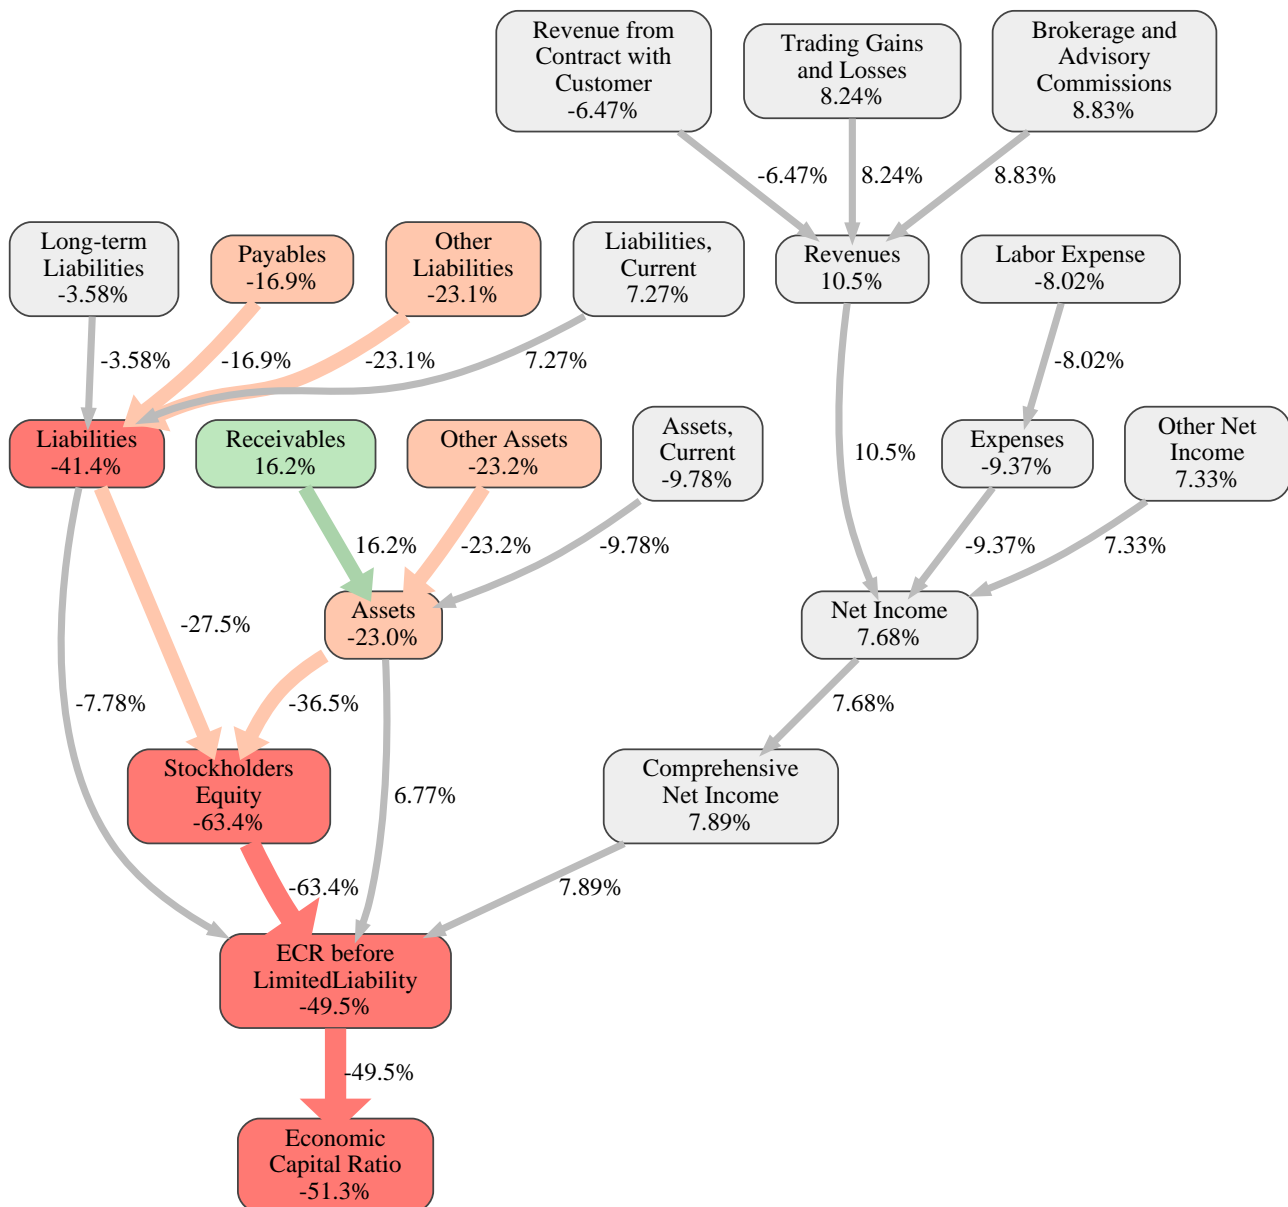 Revenue from
Contract with
Customer
-6.47%
Trading Gains
and Losses
8.24%
Brokerage and
Advisory
Commissions
8.83%
-6.47%
8.24%
8.83%
Long-term
Liabilities
-3.58%
Payables
-16.9%
Other
Liabilities
-23.1%
Liabilities,
Current
7.27%
Revenues
10.5%
Labor Expense
-8.02%
-3.58%
-16.9%
-23.1%
7.27%
-8.02%
Liabilities
-41.4%
Receivables
16.2%
Other Assets
-23.2%
Assets,
Current
-9.78%
10.5%
Expenses
-9.37%
Other Net
Income
7.33%
16.2%
-23.2%
-9.78%
-9.37%
7.33%
-27.5%
Assets
-23.0%
Net Income
7.68%
-7.78%
-36.5%
7.68%
Stockholders
Equity
-63.4%
6.77%
Comprehensive
Net Income
7.89%
-63.4%
7.89%
ECR before
LimitedLiability
-49.5%
-49.5%
Economic
Capital Ratio
-51.3%